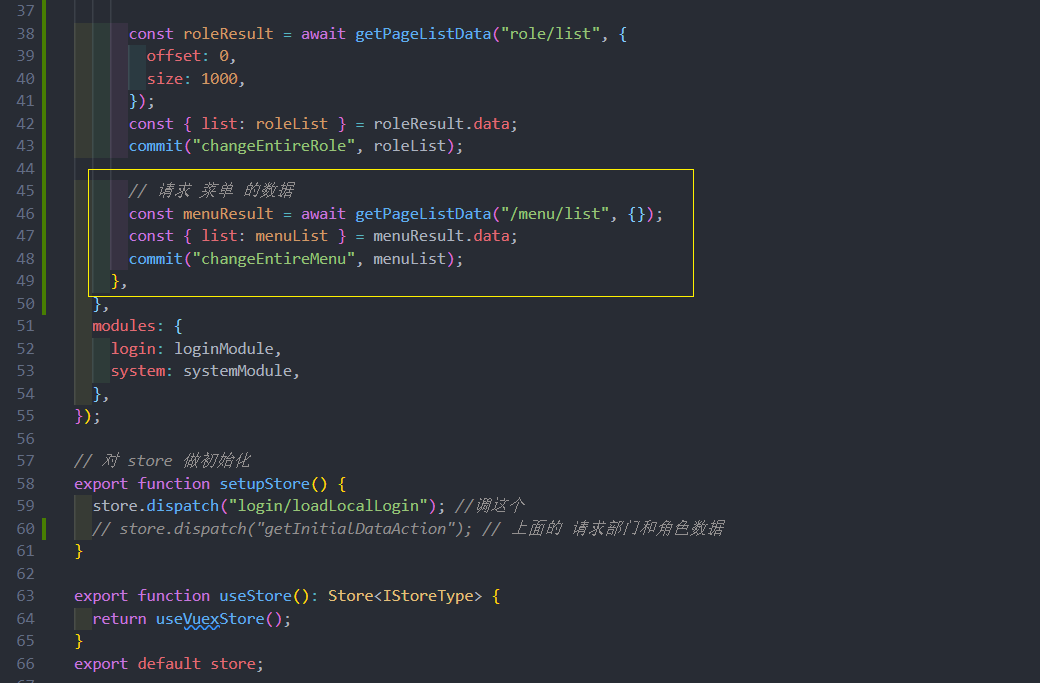 37
38 const roleResult = await getPageListData("role/list", {
39 offset: 0,
40 size: 1000,
41 });
42 const { list: roleList } = roleResult.data;
43 commit("changeEntireRole", roleList);
44
45 // 请求 菜单 的数据
46 const menuResult = await getPageListData("/menu/list", {});
47 const { list: menuList } = menuResult.data;
48 commit("changeEntireMenu", menuList);
49 },
50 },
51 modules: {
52 login: loginModule,
53 system: systemModule,
54 },
55 });
56
57 // 对 store 做初始化
58 export function setupStore() {
59 store.dispatch("login/loadLocalLogin"); //调这个
60 // store.dispatch("getInitialDataAction"); // 上面的 请求部门和角色数据
61 }
62
63 export function useStore(): Store<IStoreType> {
64 return useVuexStore();
65 }
66 export default store;
67